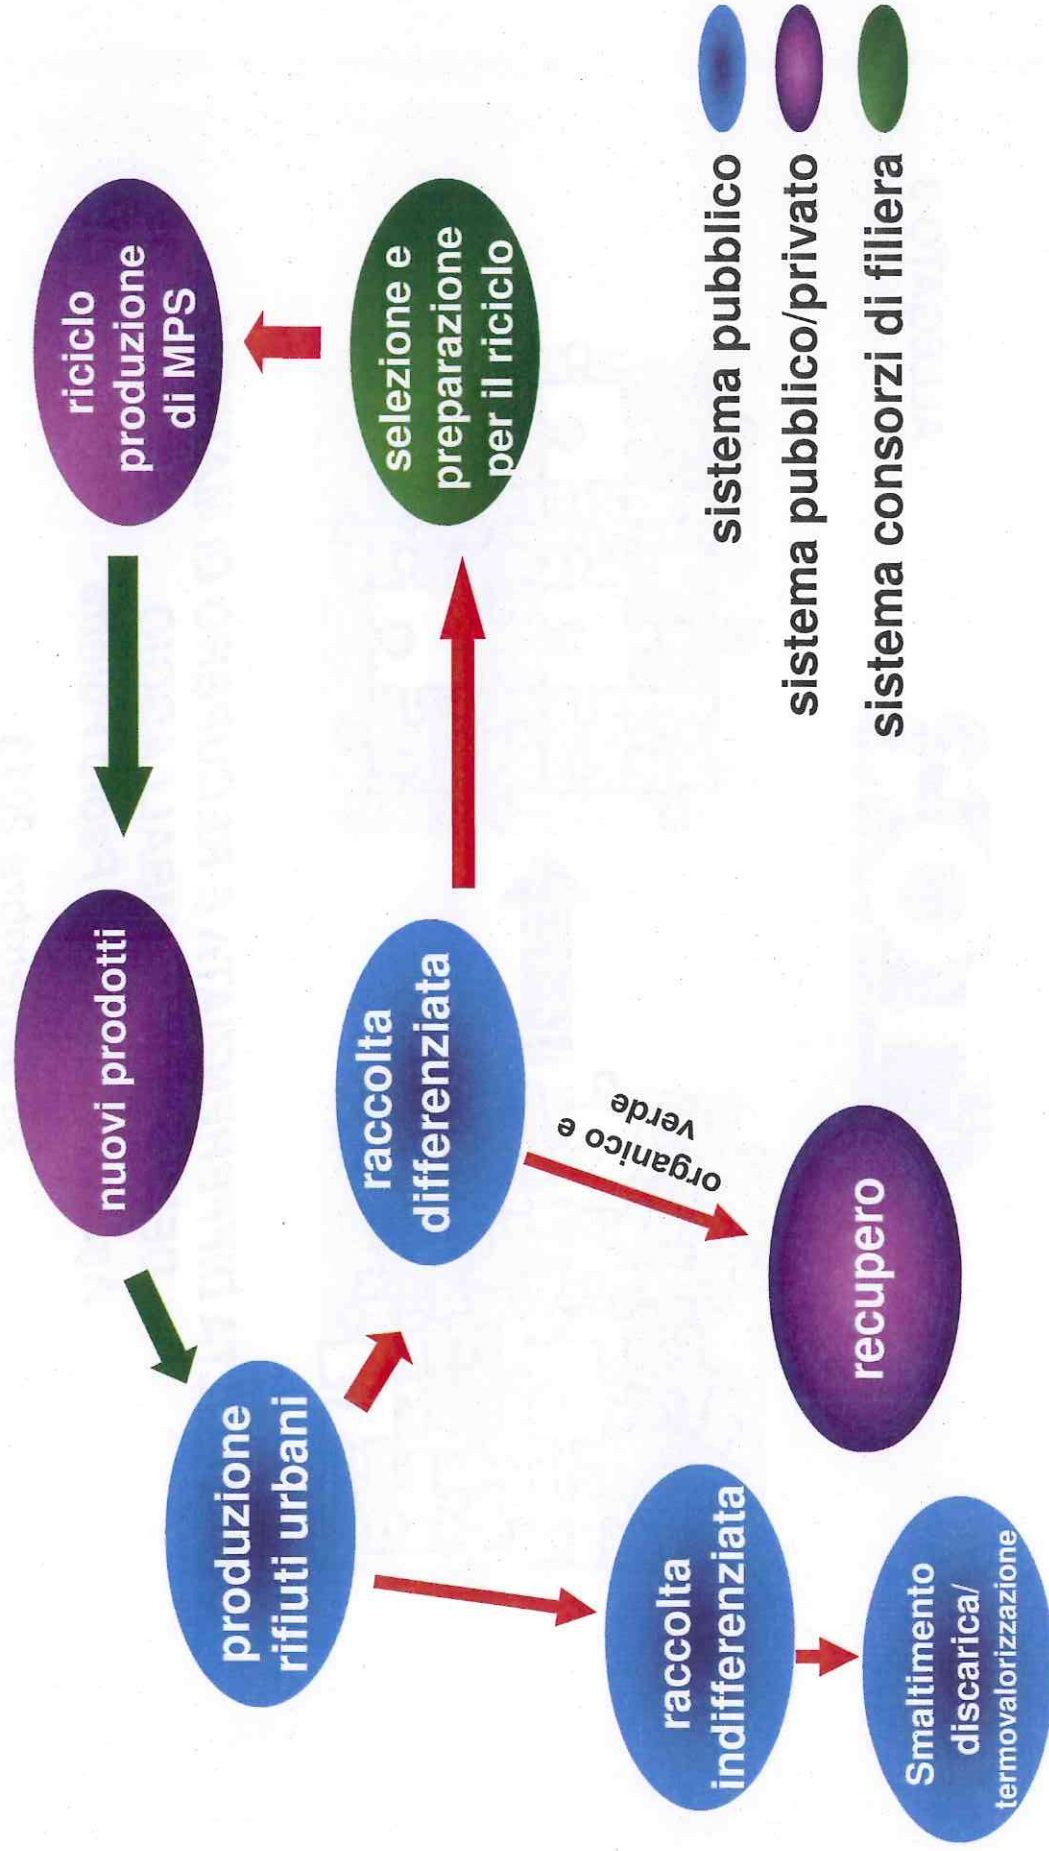 nuovi prodotti
riciclo
produzione
di MPS
produzione
rifiuti urbani
raccolta
differenziata
selezione e
preparazione
per il riciclo
organico e
verde
raccolta
indifferenziata
recupero
Smaltimento
discarica/
termovalorizzazione
sistema pubblico
sistema pubblico/privato
sistema consorzi di filiera